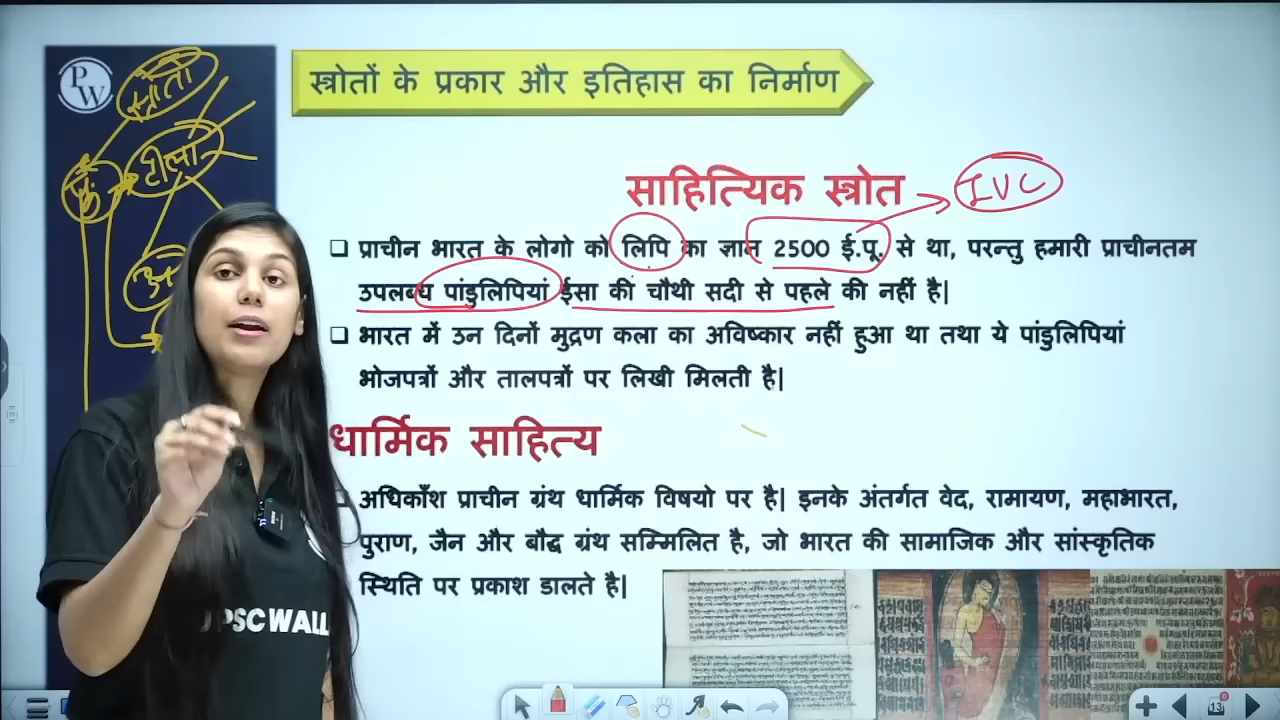 PW
स्त्रोतों के प्रकार और इतिहास का निर्माण
स्त्रोतो
टीला
साहित्यिक स्त्रोत
IVC
❑ प्राचीन भारत के लोगो को लिपि का ज्ञान 2500 ई.पू. से था, परन्तु हमारी प्राचीनतम
उपलब्ध पांडुलिपियां ईसा की चौथी सदी से पहले की नहीं है|
❑ भारत में उन दिनों मुद्रण कला का अविष्कार नहीं हुआ था तथा ये पांडुलिपियां
भोजपत्रों और तालपत्रों पर लिखी मिलती है|
धार्मिक साहित्य
❑ अधिकाँश प्राचीन ग्रंथ धार्मिक विषयो पर है| इनके अंतर्गत वेद, रामायण, महाभारत,
पुराण, जैन और बौद्ध ग्रंथ सम्मिलित है, जो भारत की सामाजिक और सांस्कृतिक
स्थिति पर प्रकाश डालते है|
UPSCWALL
13